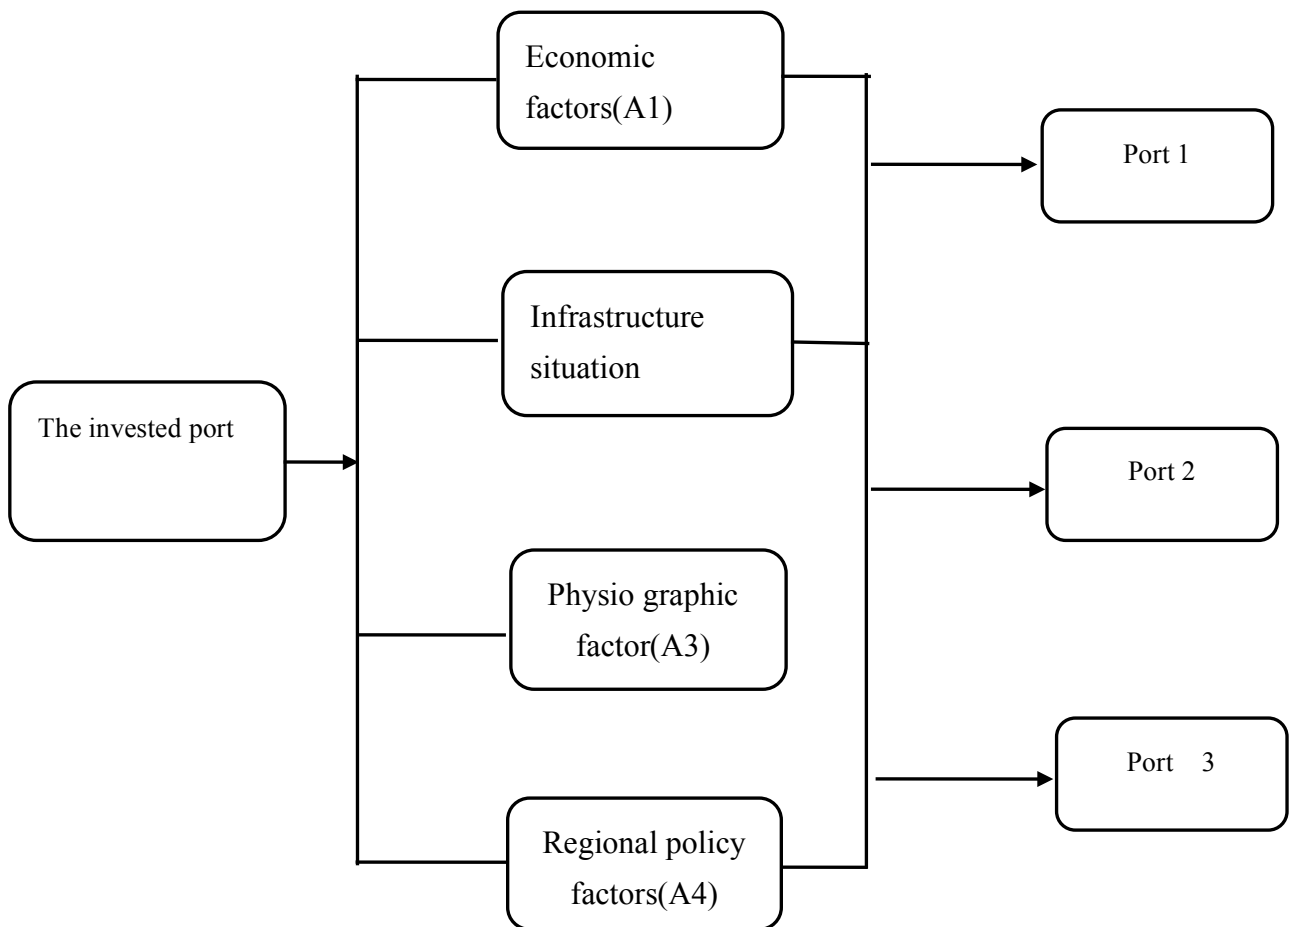 Economic
factors(A1)
Port 1
Infrastructure
situation
The invested port
Port 2
Physio graphic
factor(A3)
Port 3
Regional policy
factors(A4)